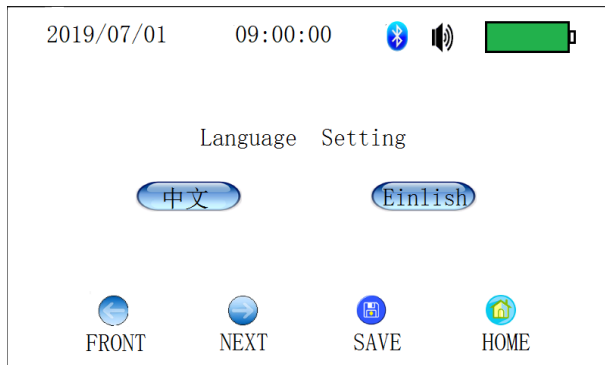 2019/07/01 09:00:00
Language Setting
中文 Einlish
FRONT NEXT SAVE HOME